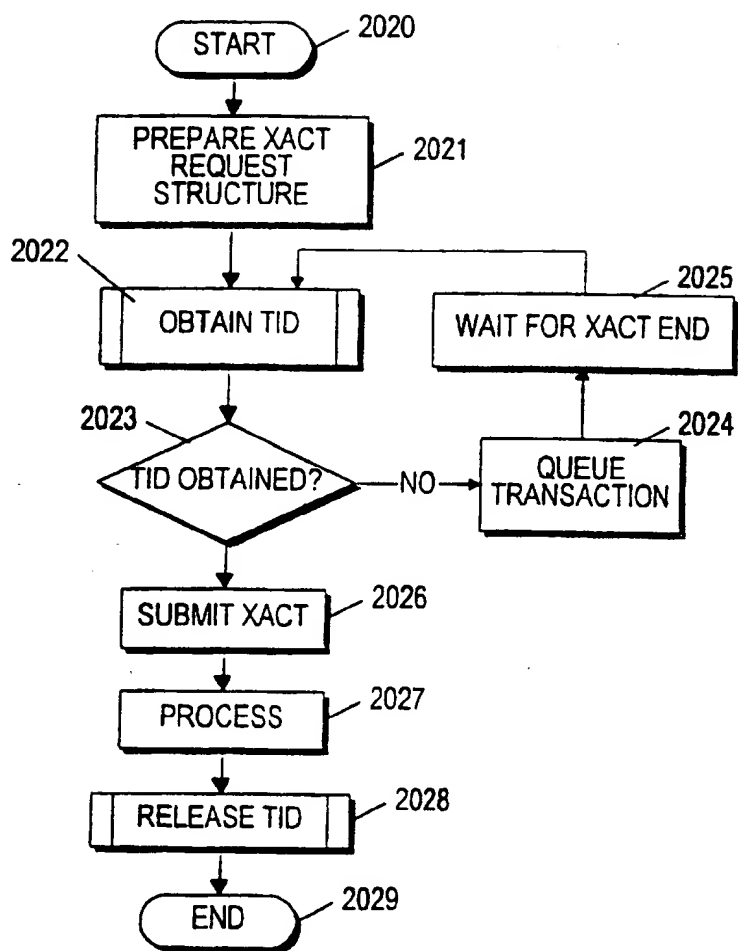 START
2020
PREPARE XACT
REQUEST
STRUCTURE
2021
2022
OBTAIN TID
2025
WAIT FOR XACT END
2023
TID OBTAINED?
NO
2024
QUEUE
TRANSACTION
SUBMIT XACT
2026
PROCESS
2027
RELEASE TID
2028
END
2029